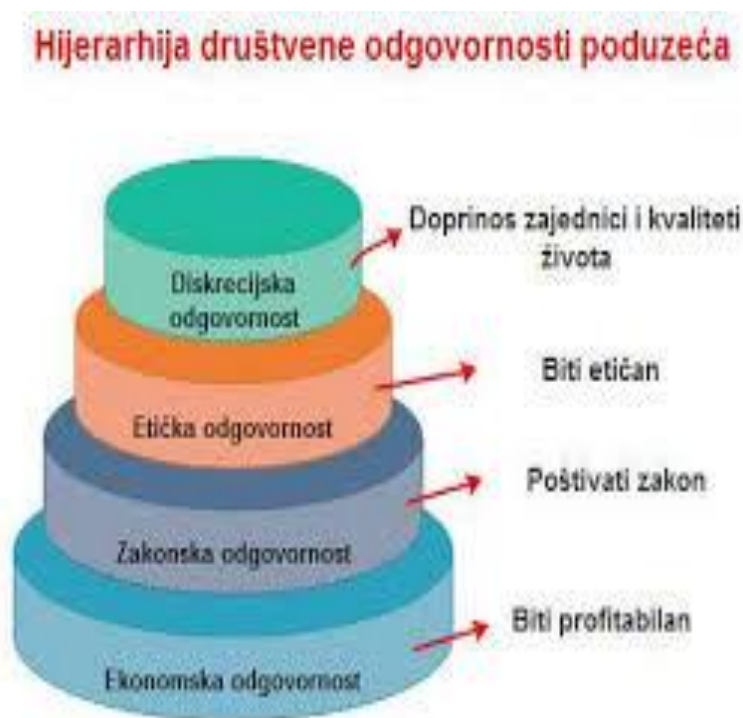 Hijerarhija društvene odgovornosti poduzeća
Diskrecijska
odgovornost
Doprinos zajednici i kvaliteti
života
Etička odgovornost
Biti etičan
Zakonska odgovornost
Poštivati zakon
Ekonomska odgovornost
Biti profitabilan